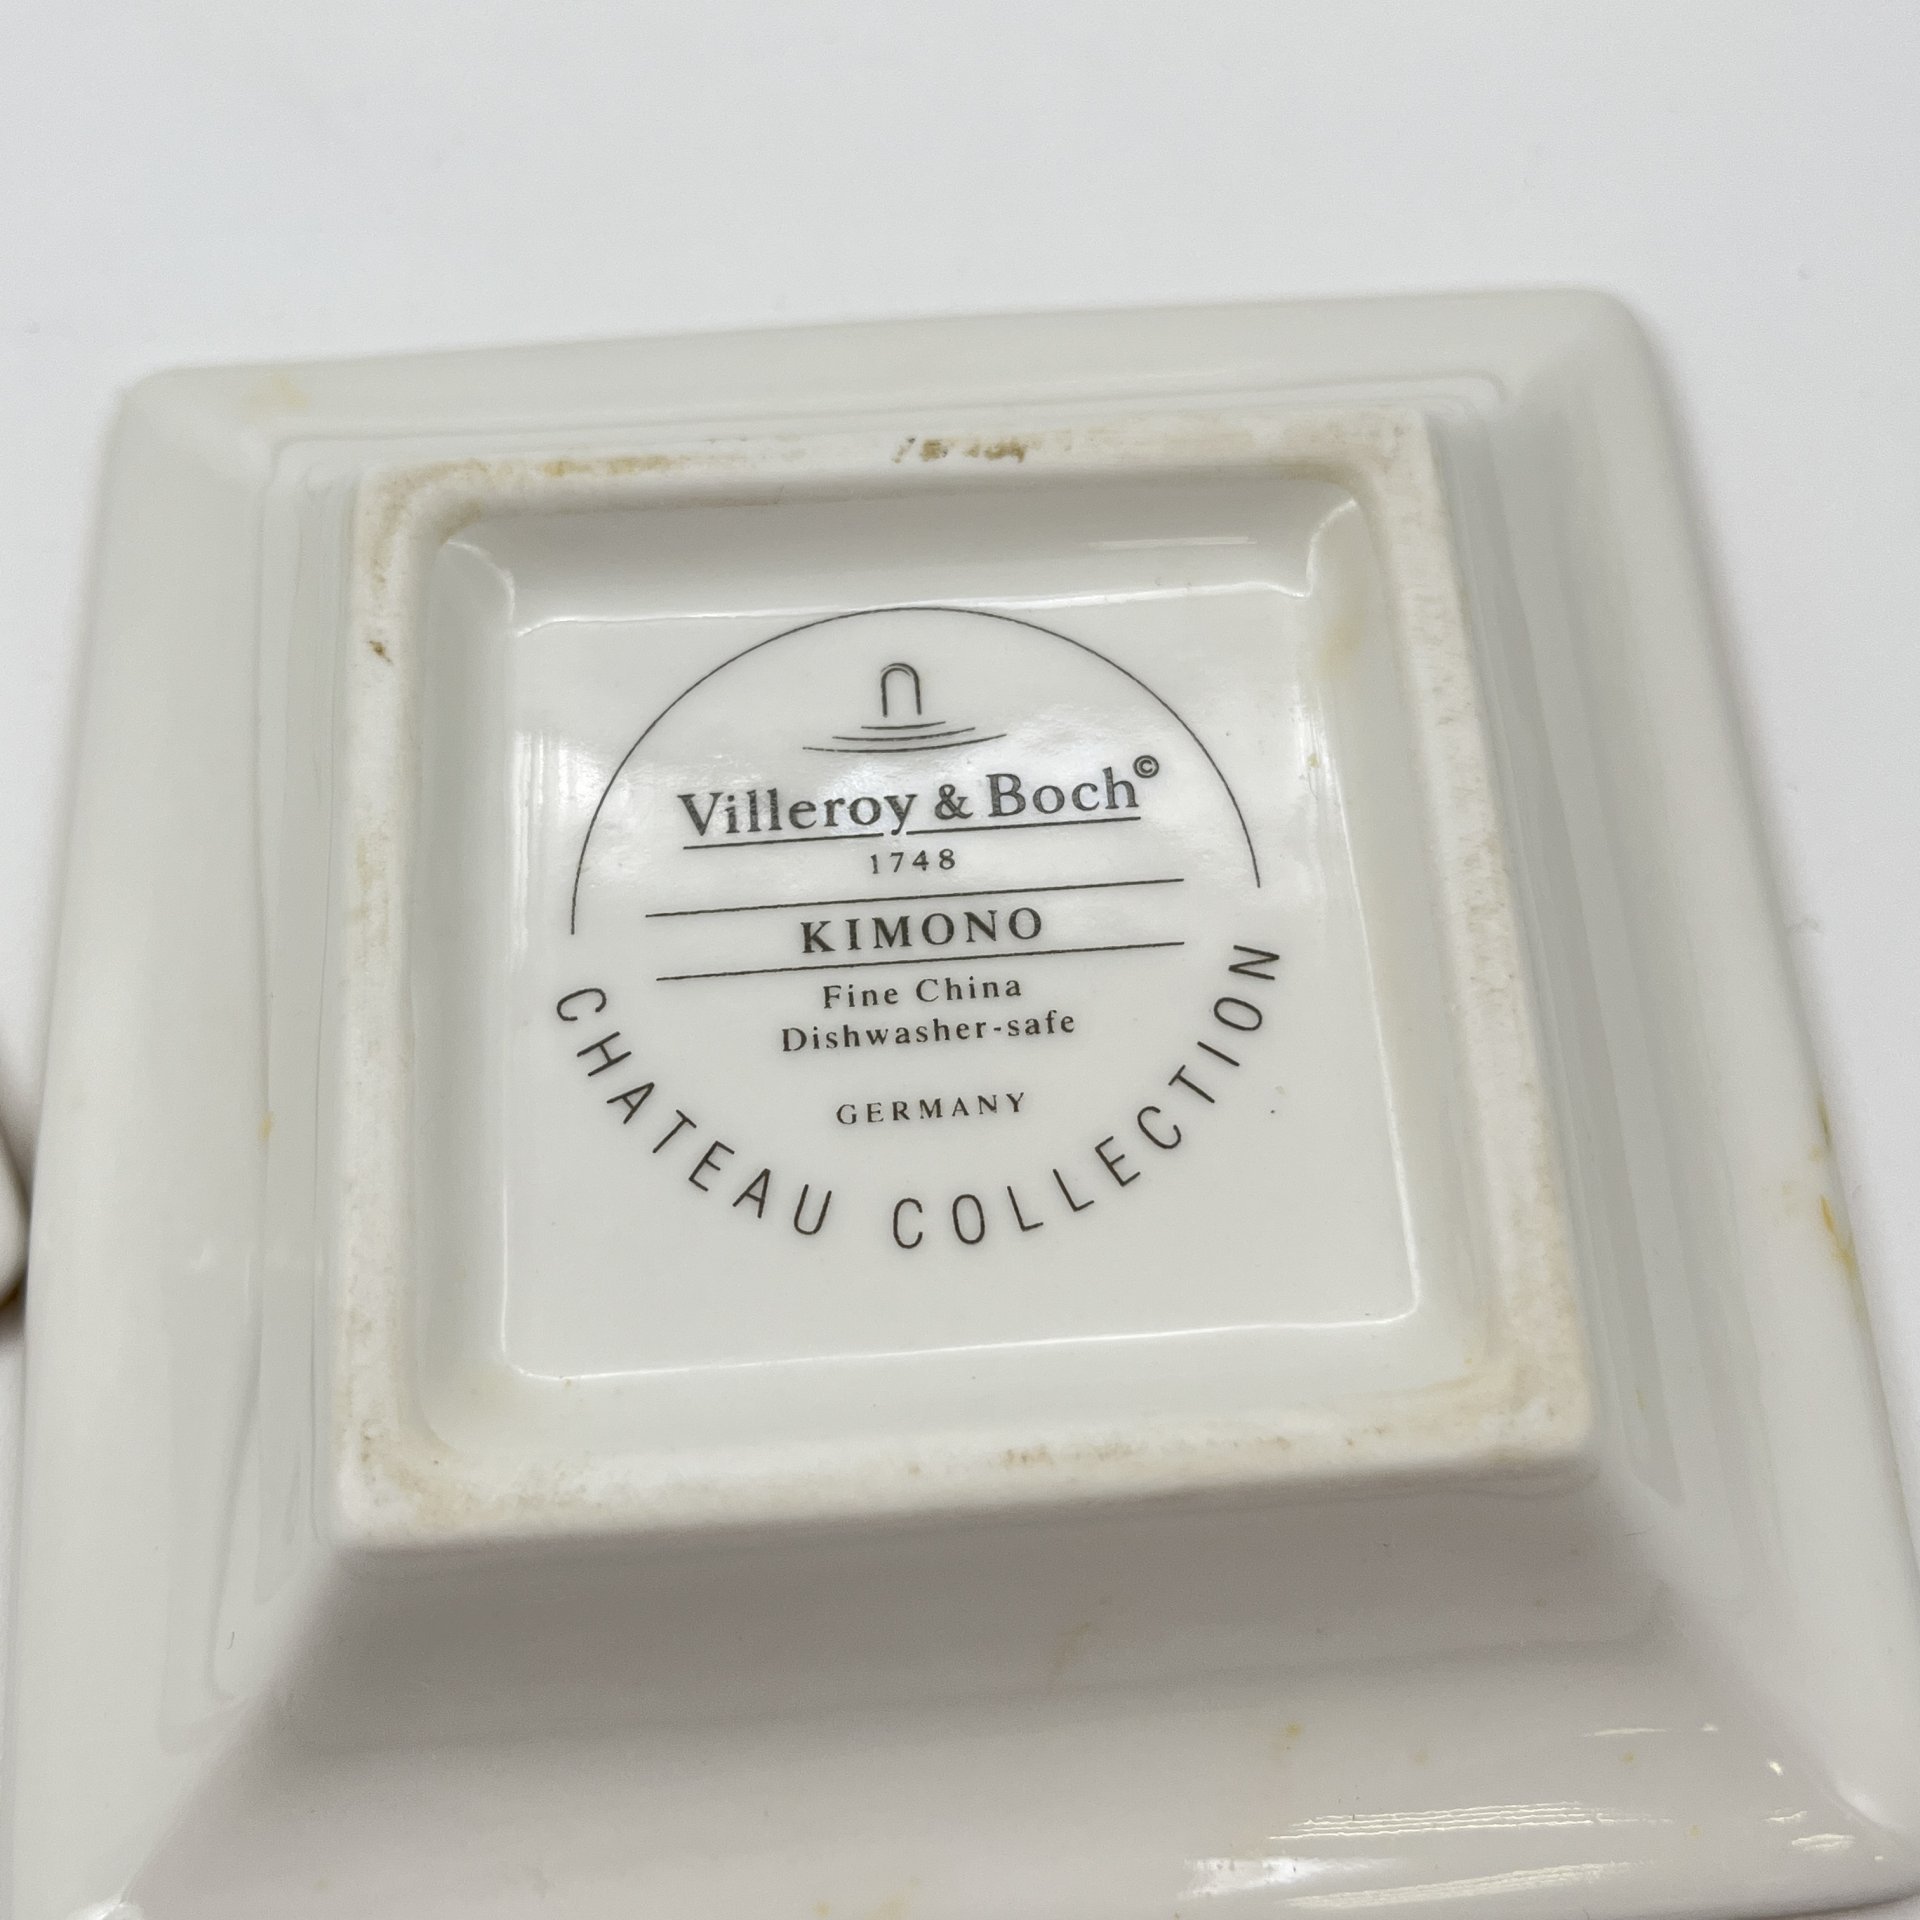 Villeroy & Boch©
1748
KIMONO
Fine China
Dishwasher-safe
GERMANY
CHATEAU COLLECTION